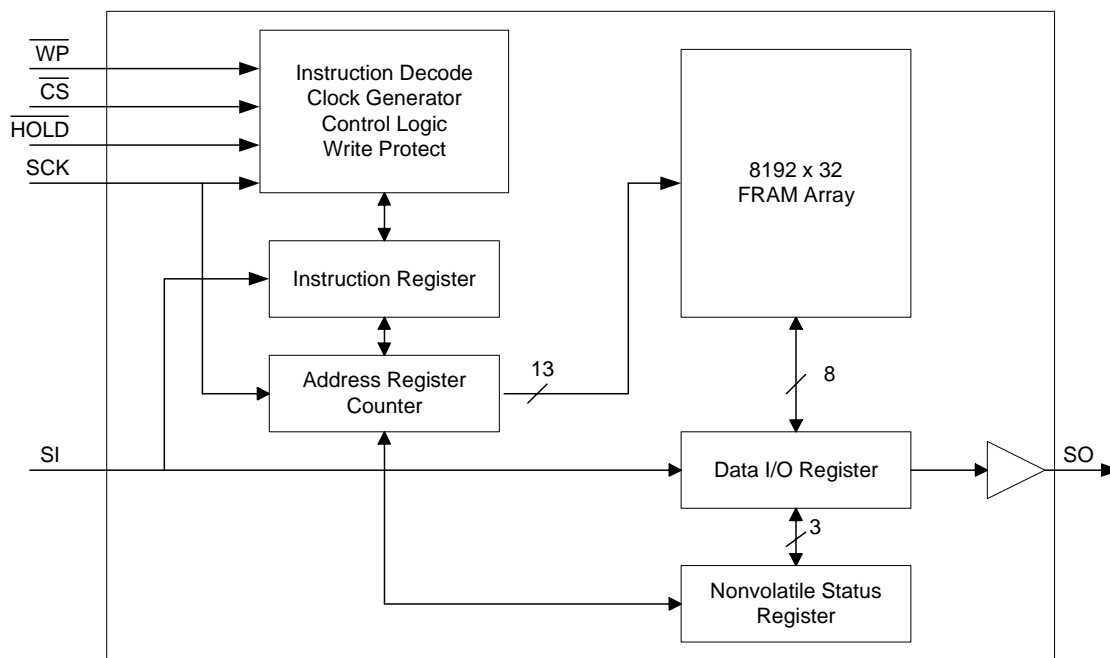 WP
CS
HOLD
SCK
Instruction Decode
Clock Generator
Control Logic
Write Protect
8192 x 32
FRAM Array
Instruction Register
Address Register
Counter
13
8
SI
Data I/O Register
SO
3
Nonvolatile Status
Register